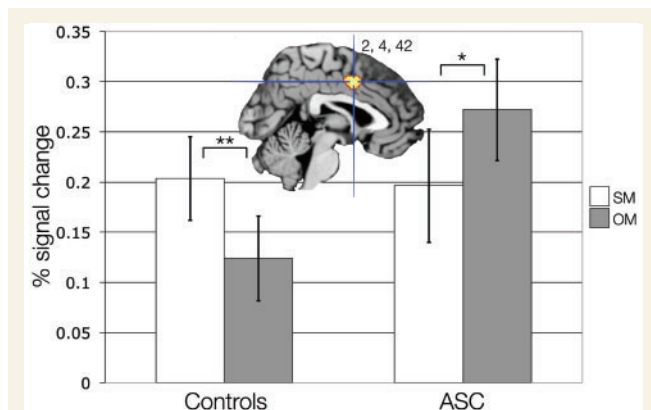 0.35
2, 4, 42
0.3
*
0.25
**
0.2
SM
OM
0.15
0.1
0.05
0
% signal change
Controls
ASC